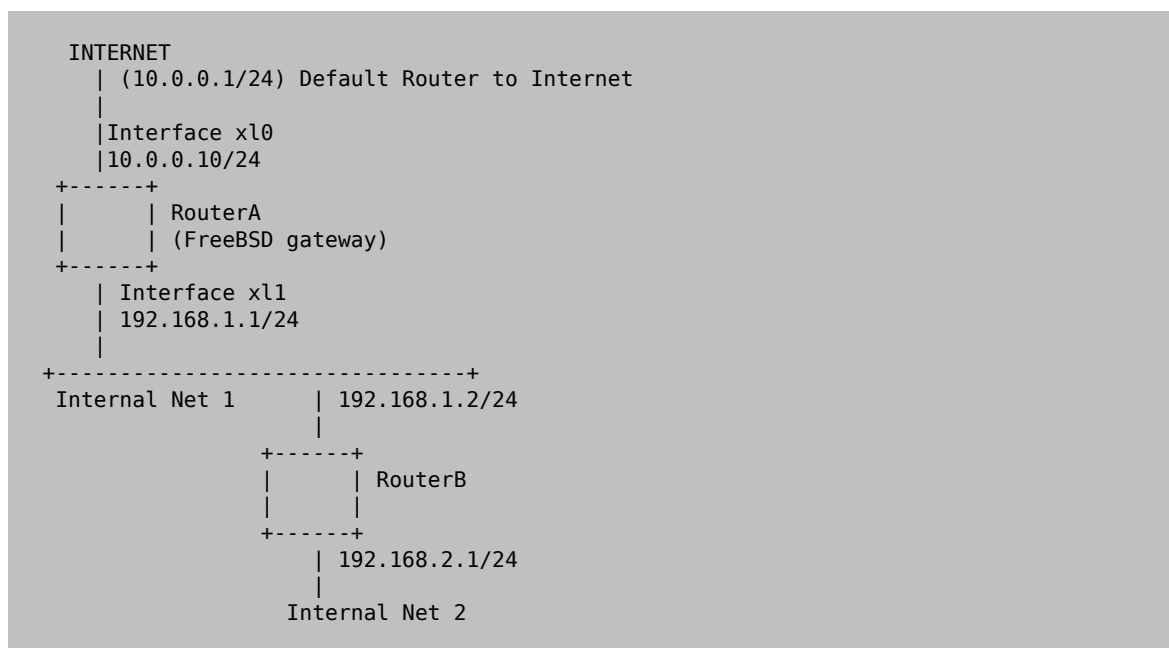 INTERNET
| (10.0.0.1/24) Default Router to Internet
|
|Interface xl0
|10.0.0.10/24
+------+
|      | RouterA
|      | (FreeBSD gateway)
+------+
| Interface xl1
| 192.168.1.1/24
|
+--------------------------------+
Internal Net 1      | 192.168.1.2/24
|
+------+
|      | RouterB
|      |
+------+
| 192.168.2.1/24
|
Internal Net 2